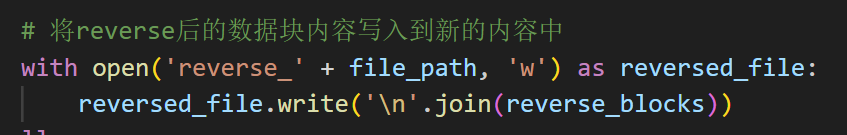 # 将reverse后的数据块内容写入到新的内容中
with open('reverse_' + file_path, 'w') as reversed_file:
    reversed_file.write('\n'.join(reverse_blocks))